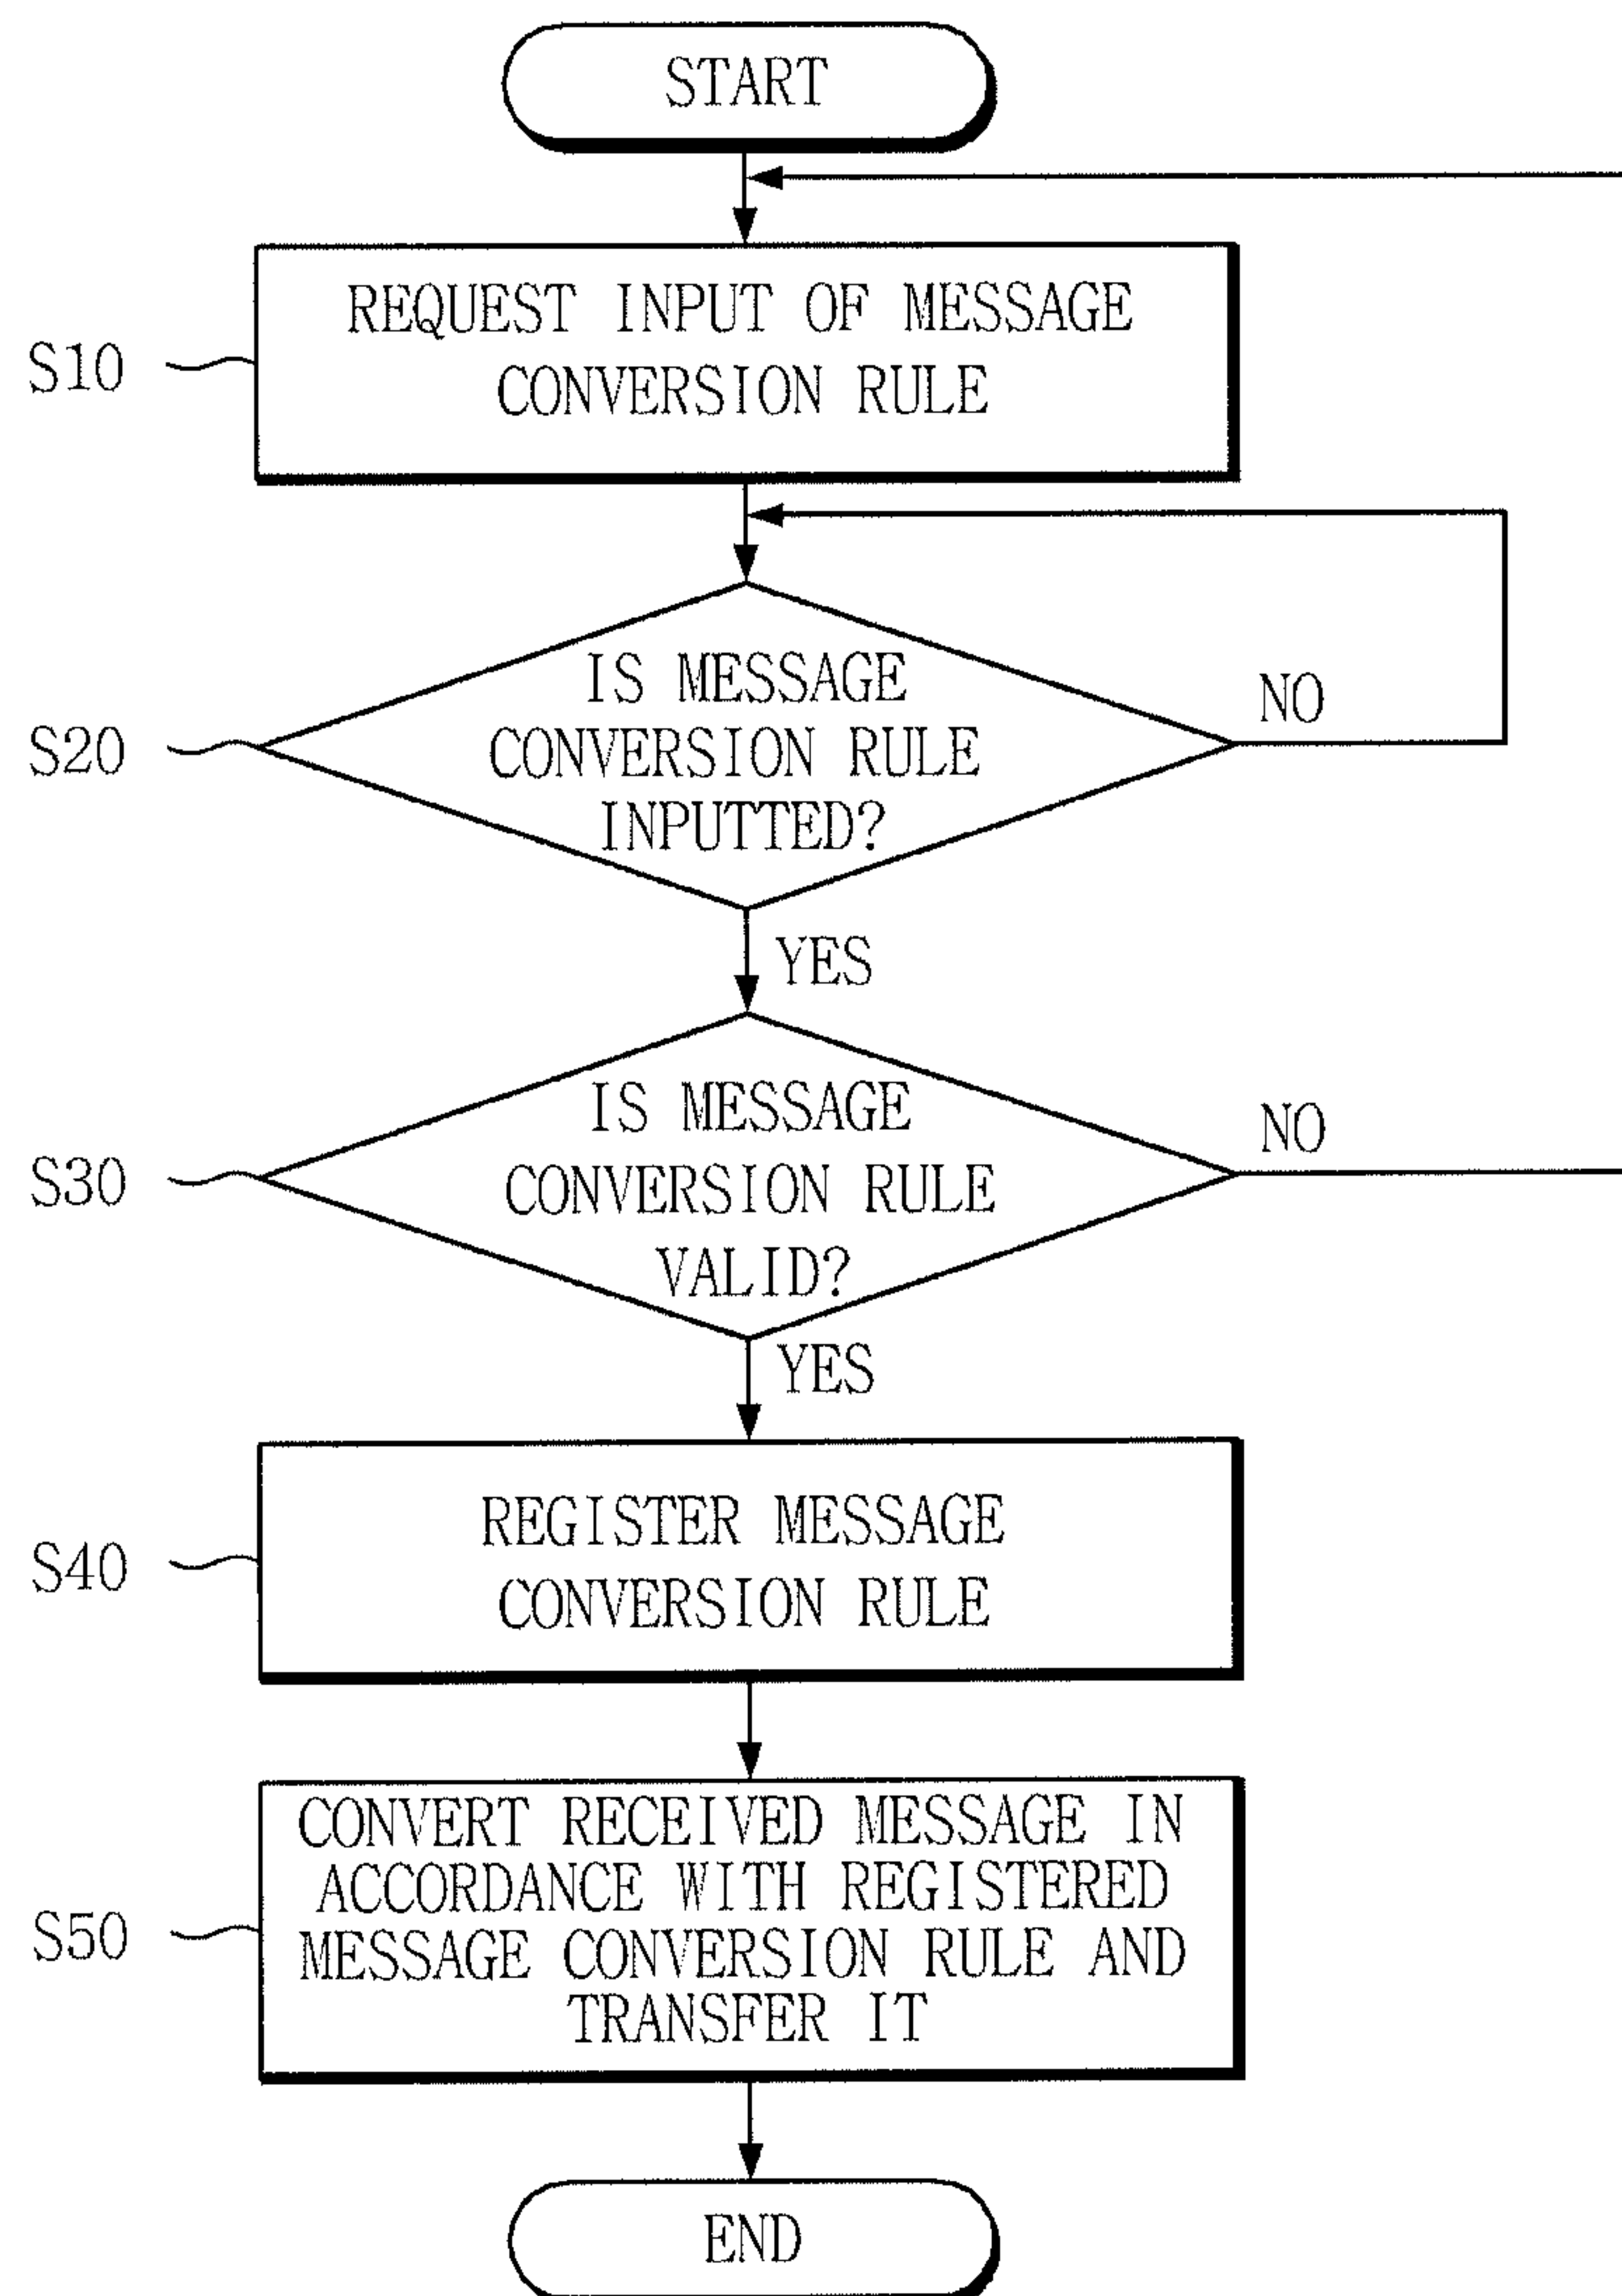 START
REQUEST INPUT OF MESSAGE
CONVERSION RULE
S10
IS MESSAGE
CONVERSION RULE
INPUTTED?
S20
NO
YES
IS MESSAGE
CONVERSION RULE
VALID?
S30
NO
YES
REGISTER MESSAGE
CONVERSION RULE
S40
CONVERT RECEIVED MESSAGE IN
ACCORDANCE WITH REGISTERED
MESSAGE CONVERSION RULE AND
TRANSFER IT
S50
END